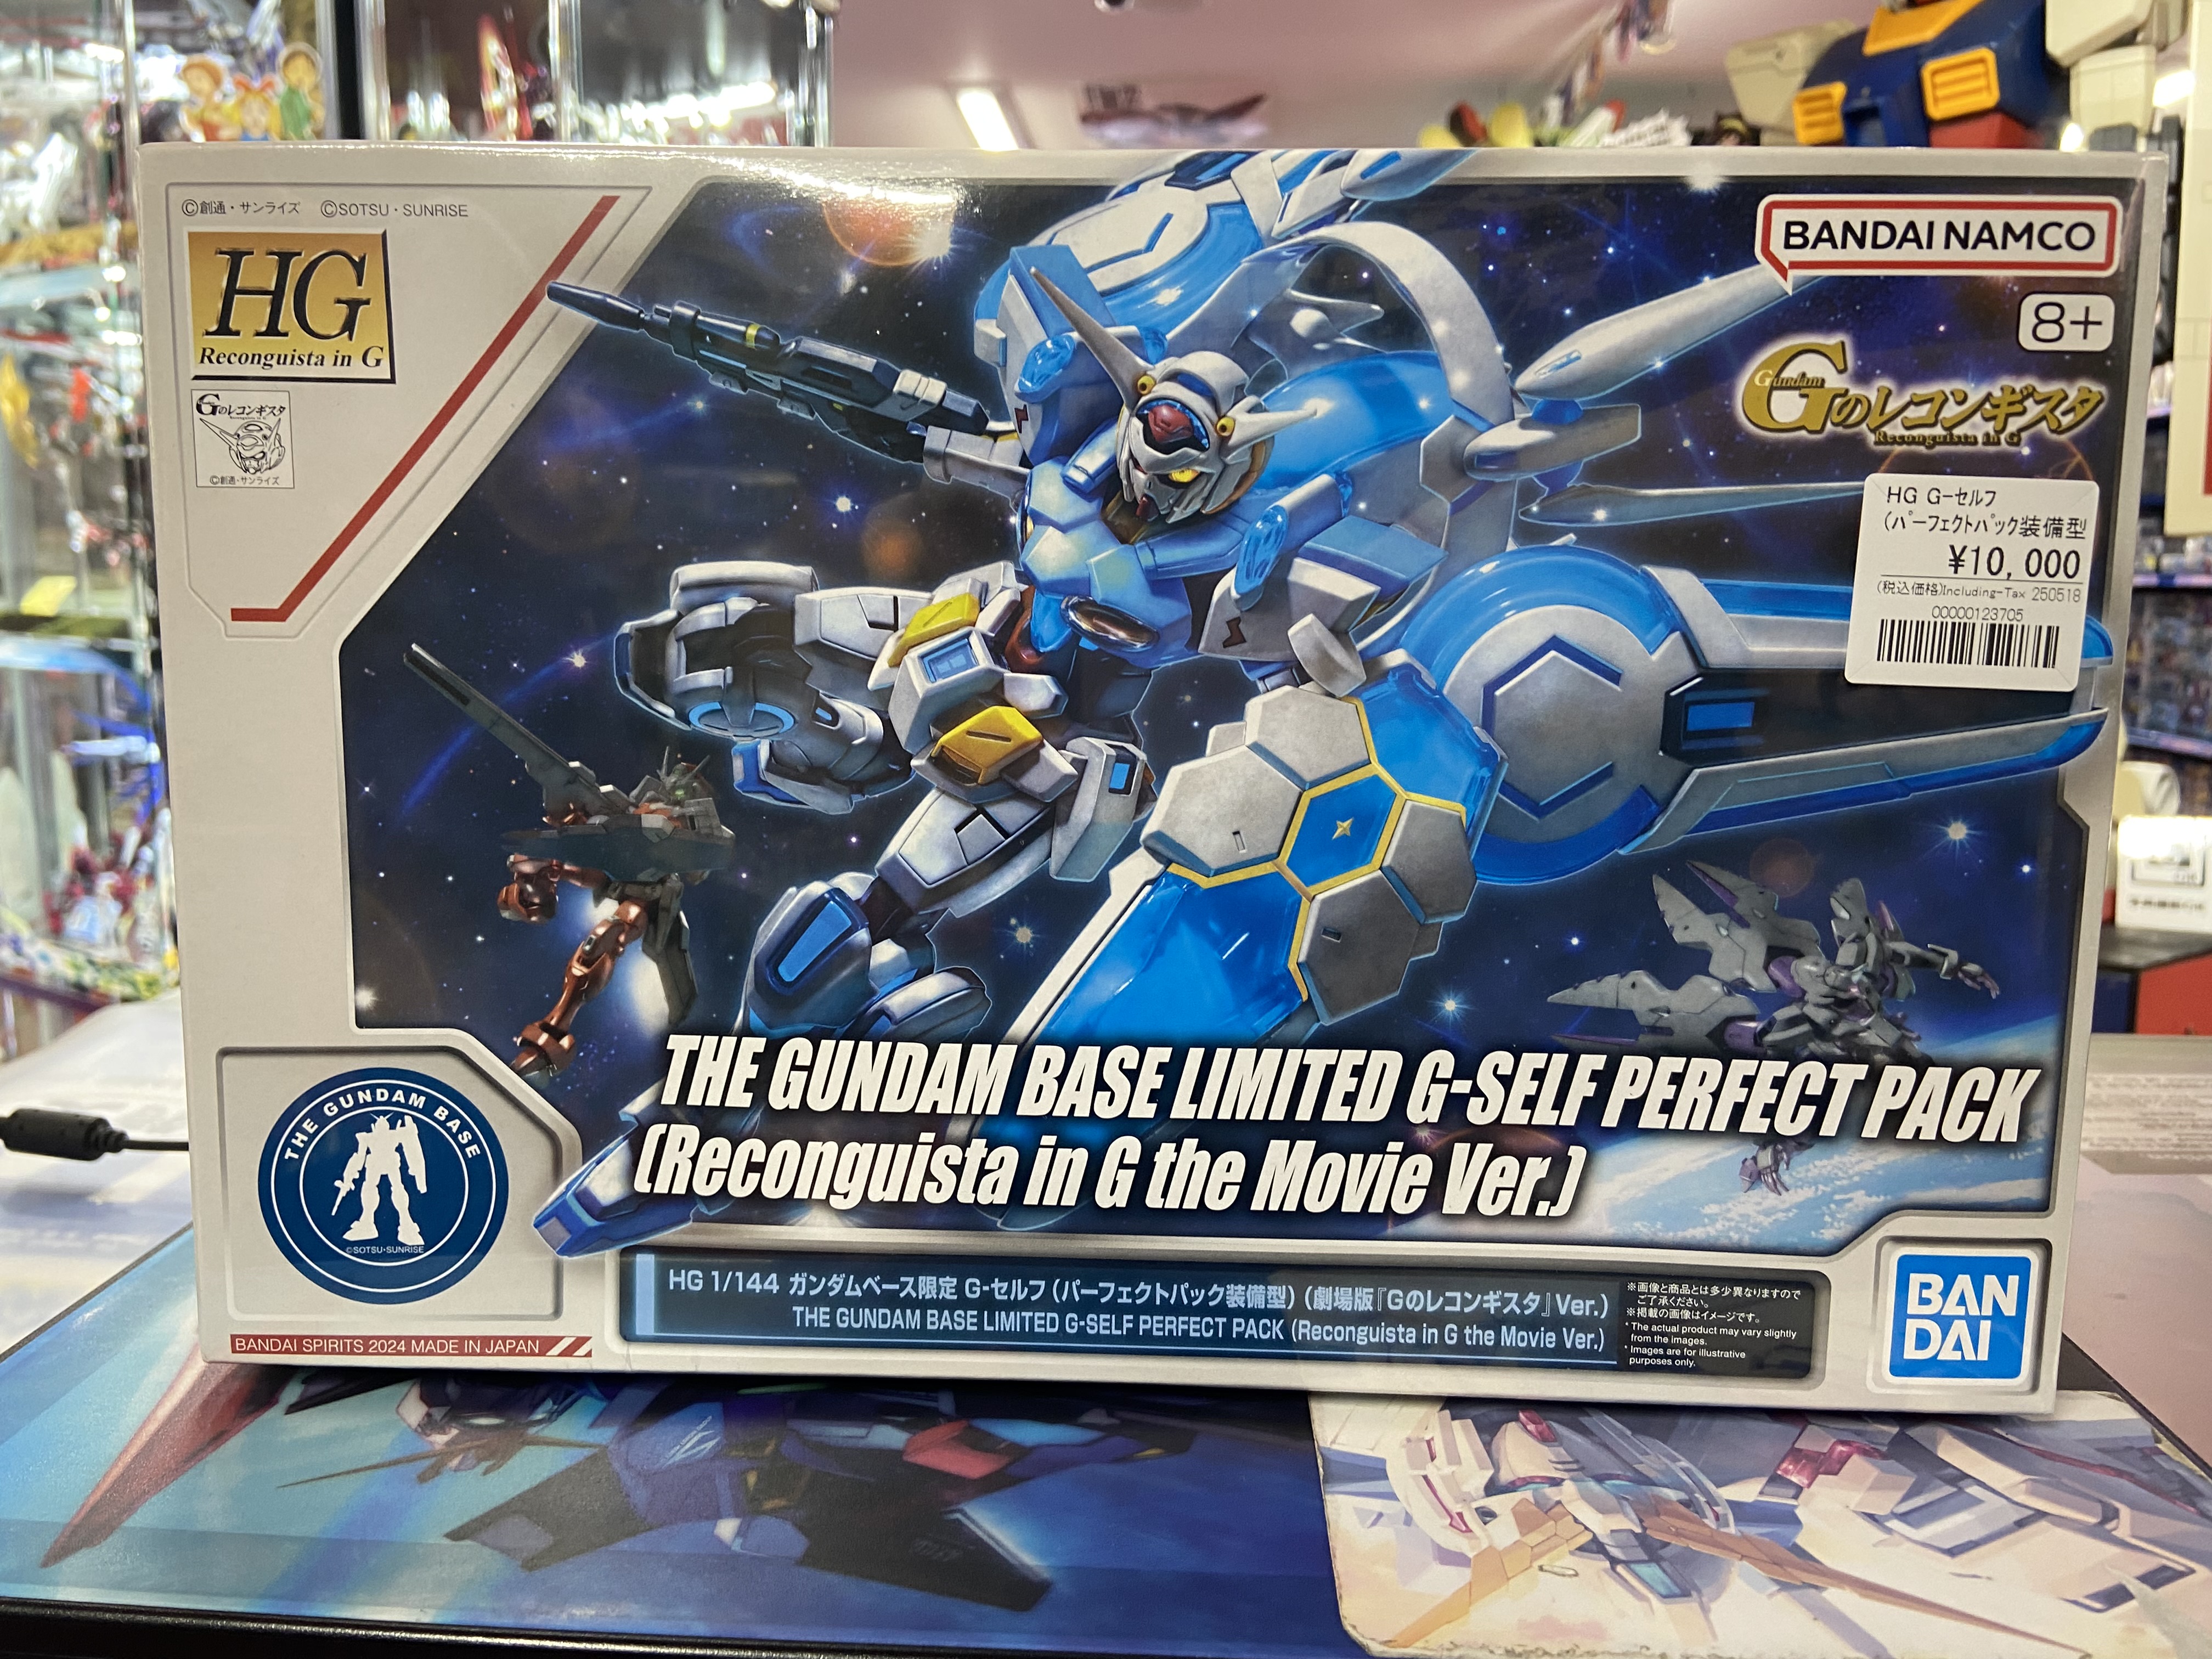 ©創通・サンライズ ©SOTSU・SUNRISE
HG
Reconguista in G
Gのレコンギスタ
Reconguista in G
©創通・サンライズ
BANDAI NAMCO
8+
Gundam
Gのレコンギスタ
Reconguista in G
HG G-セルフ
(パーフェクトパック装備型
¥10,000
(税込価格)Including-Tax 250518
00000123705
THE GUNDAM BASE LIMITED G-SELF PERFECT PACK
(Reconguista in G the Movie Ver.)
THE GUNDAM BASE
©SOTSU・SUNRISE
HG 1/144 ガンダムベース限定 G-セルフ (パーフェクトパック装備型) (劇場版『Gのレコンギスタ』Ver.)
THE GUNDAM BASE LIMITED G-SELF PERFECT PACK (Reconguista in G the Movie Ver.)
※画像と商品とは多少異なりますので
ご了承ください。
※掲載の画像はイメージです。
* The actual product may vary slightly
from the images.
* Images are for illustrative
purposes only.
BANDAI SPIRITS 2024 MADE IN JAPAN
BAN
DAI